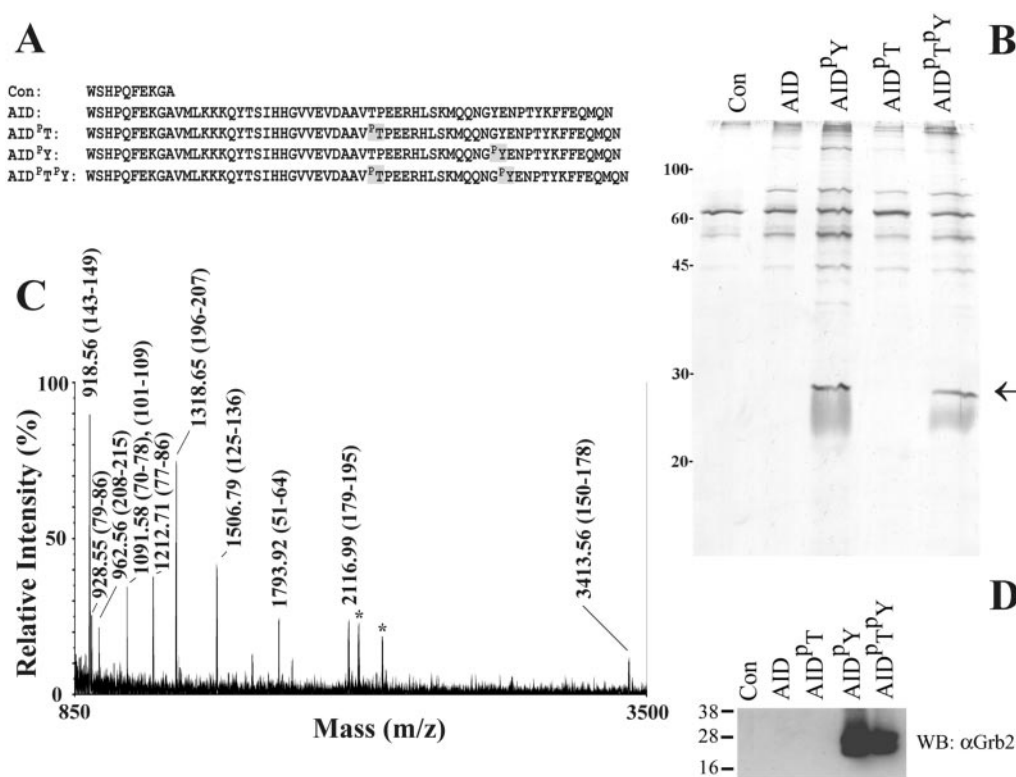 A
Con: WSHPQFEKGA
AID: WSHPQFEKGAVMLKKKQYTSIHHGVVEVDAAVTPEERHLSKMQQNGYENPTYKFFEQMQN
AIDPT: WSHPQFEKGAVMLKKKQYTSIHHGVVEVDAAVPTPEERHLSKMQQNGYENPTYKFFEQMQN
AIDPY: WSHPQFEKGAVMLKKKQYTSIHHGVVEVDAAVTPEERHLSKMQQNGPYENPTYKFFEQMQN
AIDPTPY: WSHPQFEKGAVMLKKKQYTSIHHGVVEVDAAVPTPEERHLSKMQQNGPYENPTYKFFEQMQN
B
Con
AID
AIDPY
AIDPT
AIDPTPY
100-
60-
45-
30-
20-
←
C
Relative Intensity (%)
100
50
0
918.56 (143-149)
928.55 (79-86)
962.56 (208-215)
1091.58 (70-78), (101-109)
1212.71 (77-86)
1318.65 (196-207)
1506.79 (125-136)
1793.92 (51-64)
2116.99 (179-195)
*
*
3413.56 (150-178)
850
3500
Mass (m/z)
D
Con
AID
AIDPT
AIDPY
AIDPTPY
38
28
16
WB: αGrb2